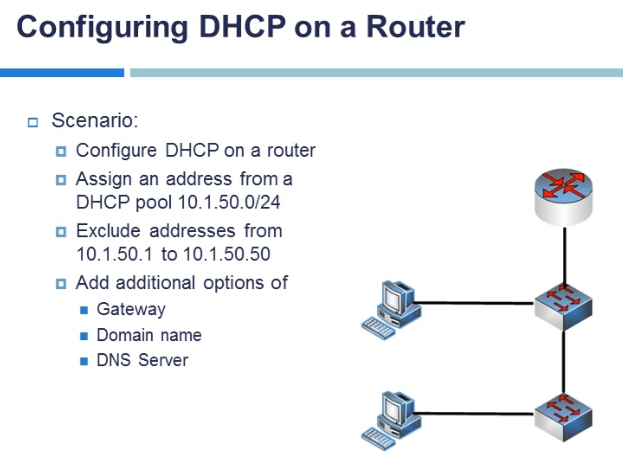 Configuring DHCP on a Router
Scenario:
Configure DHCP on a router
Assign an address from a
DHCP pool 10.1.50.0/24
Exclude addresses from
10.1.50.1 to 10.1.50.50
Add additional options of
Gateway
Domain name
DNS Server